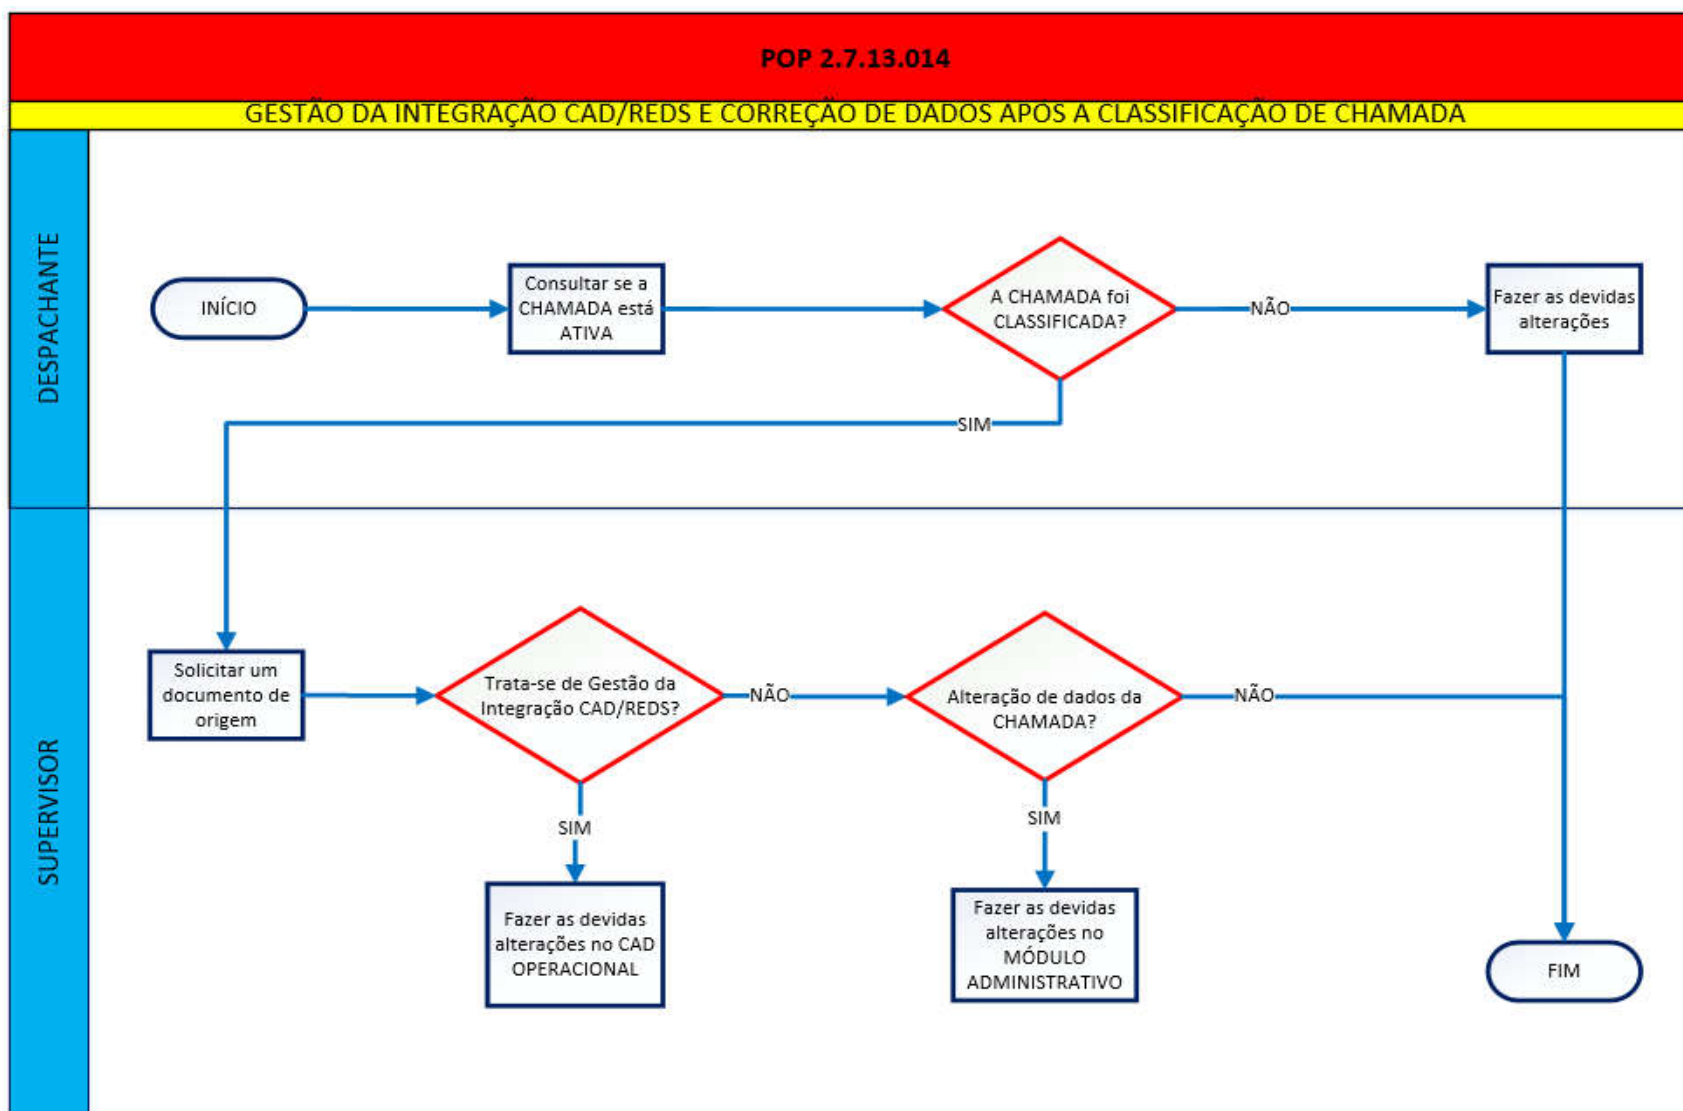 POP 2.7.13.014
GESTÃO DA INTEGRAÇÃO CAD/REDS E CORREÇÃO DE DADOS APOS A CLASSIFICAÇÃO DE CHAMADA
DESPACHANTE
INÍCIO
Consultar se a
CHAMADA está
ATIVA
A CHAMADA foi
CLASSIFICADA?
NÃO
Fazer as devidas
alterações
SIM
SUPERVISOR
Solicitar um
documento de
origem
Trata-se de Gestão da
Integração CAD/REDS?
NÃO
Alteração de dados da
CHAMADA?
NÃO
SIM
SIM
Fazer as devidas
alterações no CAD
OPERACIONAL
Fazer as devidas
alterações no
MÓDULO
ADMINISTRATIVO
FIM